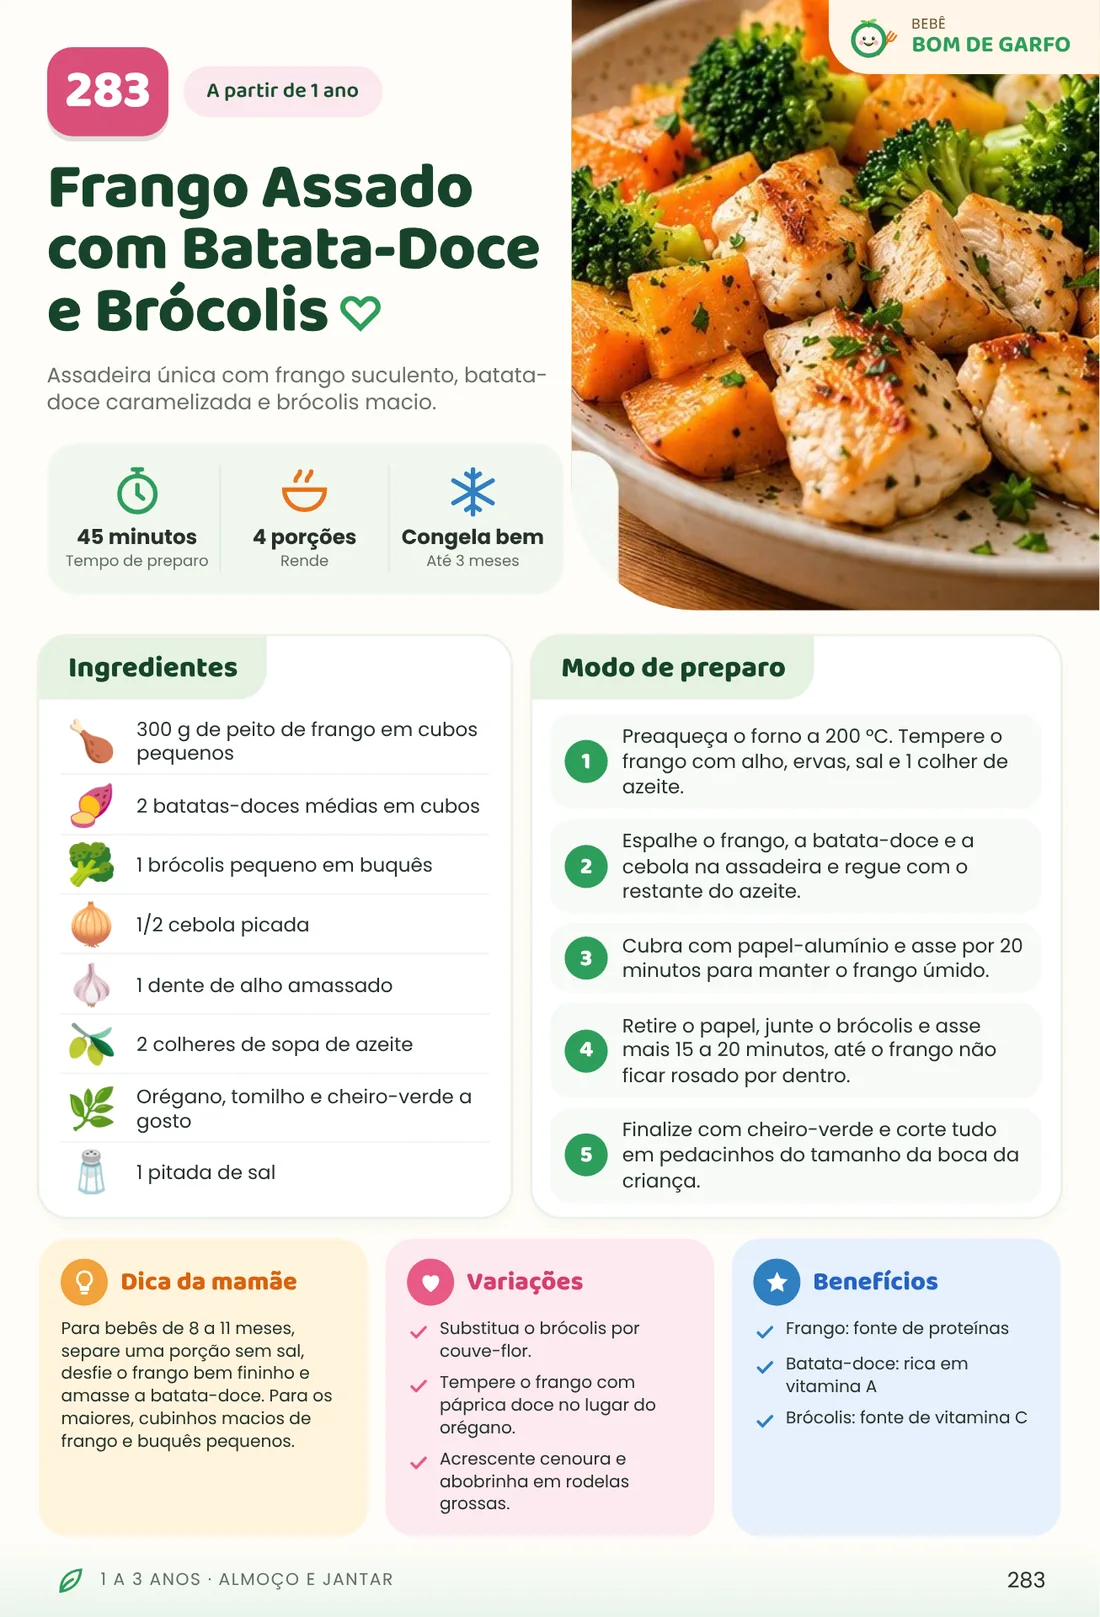 BEBÊ
BOM DE GARFO
283
A partir de 1 ano
Frango Assado
com Batata-Doce
e Brócolis
Assadeira única com frango suculento, batata-
doce caramelizada e brócolis macio.
45 minutos
Tempo de preparo
4 porções
Rende
Congela bem
Até 3 meses
Ingredientes
300 g de peito de frango em cubos
pequenos
2 batatas-doces médias em cubos
1 brócolis pequeno em buquês
1/2 cebola picada
1 dente de alho amassado
2 colheres de sopa de azeite
Orégano, tomilho e cheiro-verde a
gosto
1 pitada de sal
Modo de preparo
1
Preaqueça o forno a 200 °C. Tempere o
frango com alho, ervas, sal e 1 colher de
azeite.
2
Espalhe o frango, a batata-doce e a
cebola na assadeira e regue com o
restante do azeite.
3
Cubra com papel-alumínio e asse por 20
minutos para manter o frango úmido.
4
Retire o papel, junte o brócolis e asse
mais 15 a 20 minutos, até o frango não
ficar rosado por dentro.
5
Finalize com cheiro-verde e corte tudo
em pedacinhos do tamanho da boca da
criança.
Dica da mamãe
Para bebês de 8 a 11 meses,
separe uma porção sem sal,
desfie o frango bem fininho e
amasse a batata-doce. Para os
maiores, cubinhos macios de
frango e buquês pequenos.
Variações
Substitua o brócolis por
couve-flor.
Tempere o frango com
páprica doce no lugar do
orégano.
Acrescente cenoura e
abobrinha em rodelas
grossas.
Benefícios
Frango: fonte de proteínas
Batata-doce: rica em
vitamina A
Brócolis: fonte de vitamina C
1 A 3 ANOS · ALMOÇO E JANTAR
283